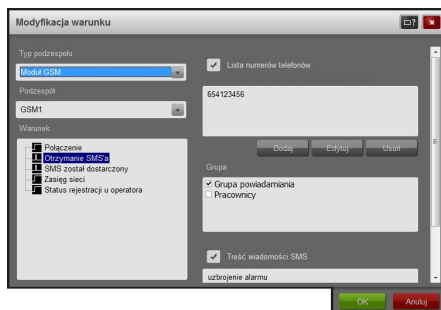 Modyfikacja warunku
Typ podzespołu
Moduł GSM
Podzespół
GSM1
Warunek
Połączenie
Otrzymanie SMS'a
SMS został dostarczony
Zasięg sieci
Status rejestracji u operatora
Lista numerów telefonów
654123456
Dodaj Edytuj Usuń
Grupa
Grupa powiadamiania
Pracownicy
Treść wiadomości SMS
uzbrojenie alarmu
OK Anuluj